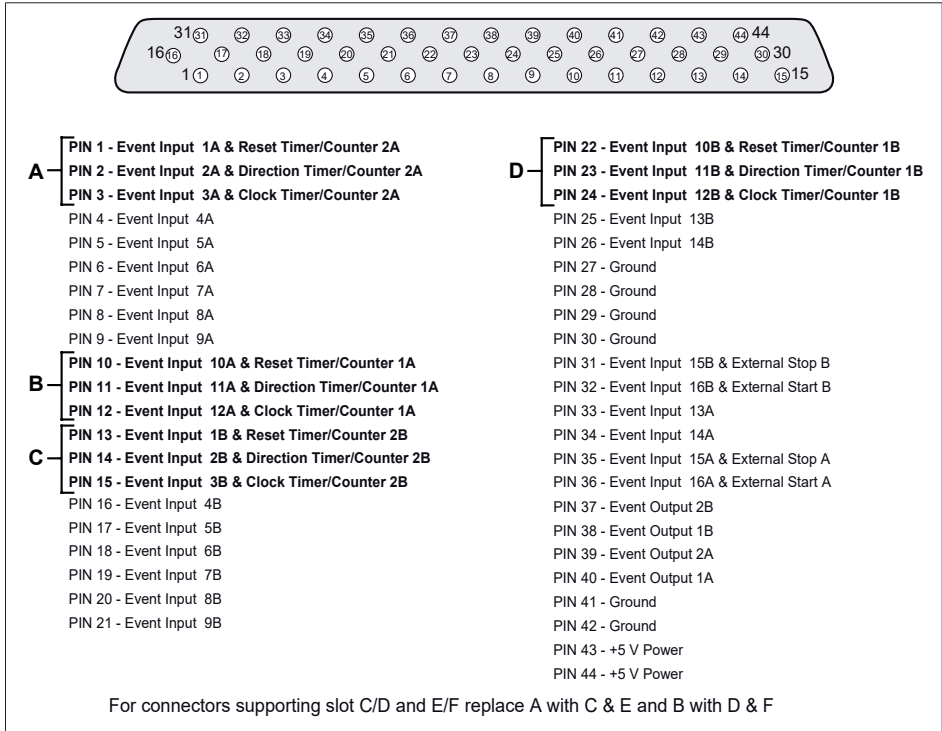 31 31 32 33 34 35 36 37 38 39 40 41 42 43 44 44
16 16 17 18 19 20 21 22 23 24 25 26 27 28 29 30 30
1 1 2 3 4 5 6 7 8 9 10 11 12 13 14 15 15
A
PIN 1 - Event Input 1A & Reset Timer/Counter 2A
PIN 2 - Event Input 2A & Direction Timer/Counter 2A
PIN 3 - Event Input 3A & Clock Timer/Counter 2A
PIN 4 - Event Input 4A
PIN 5 - Event Input 5A
PIN 6 - Event Input 6A
PIN 7 - Event Input 7A
PIN 8 - Event Input 8A
PIN 9 - Event Input 9A
B
PIN 10 - Event Input 10A & Reset Timer/Counter 1A
PIN 11 - Event Input 11A & Direction Timer/Counter 1A
PIN 12 - Event Input 12A & Clock Timer/Counter 1A
C
PIN 13 - Event Input 1B & Reset Timer/Counter 2B
PIN 14 - Event Input 2B & Direction Timer/Counter 2B
PIN 15 - Event Input 3B & Clock Timer/Counter 2B
PIN 16 - Event Input 4B
PIN 17 - Event Input 5B
PIN 18 - Event Input 6B
PIN 19 - Event Input 7B
PIN 20 - Event Input 8B
PIN 21 - Event Input 9B
D
PIN 22 - Event Input 10B & Reset Timer/Counter 1B
PIN 23 - Event Input 11B & Direction Timer/Counter 1B
PIN 24 - Event Input 12B & Clock Timer/Counter 1B
PIN 25 - Event Input 13B
PIN 26 - Event Input 14B
PIN 27 - Ground
PIN 28 - Ground
PIN 29 - Ground
PIN 30 - Ground
PIN 31 - Event Input 15B & External Stop B
PIN 32 - Event Input 16B & External Start B
PIN 33 - Event Input 13A
PIN 34 - Event Input 14A
PIN 35 - Event Input 15A & External Stop A
PIN 36 - Event Input 16A & External Start A
PIN 37 - Event Output 2B
PIN 38 - Event Output 1B
PIN 39 - Event Output 2A
PIN 40 - Event Output 1A
PIN 41 - Ground
PIN 42 - Ground
PIN 43 - +5 V Power
PIN 44 - +5 V Power
For connectors supporting slot C/D and E/F replace A with C & E and B with D & F